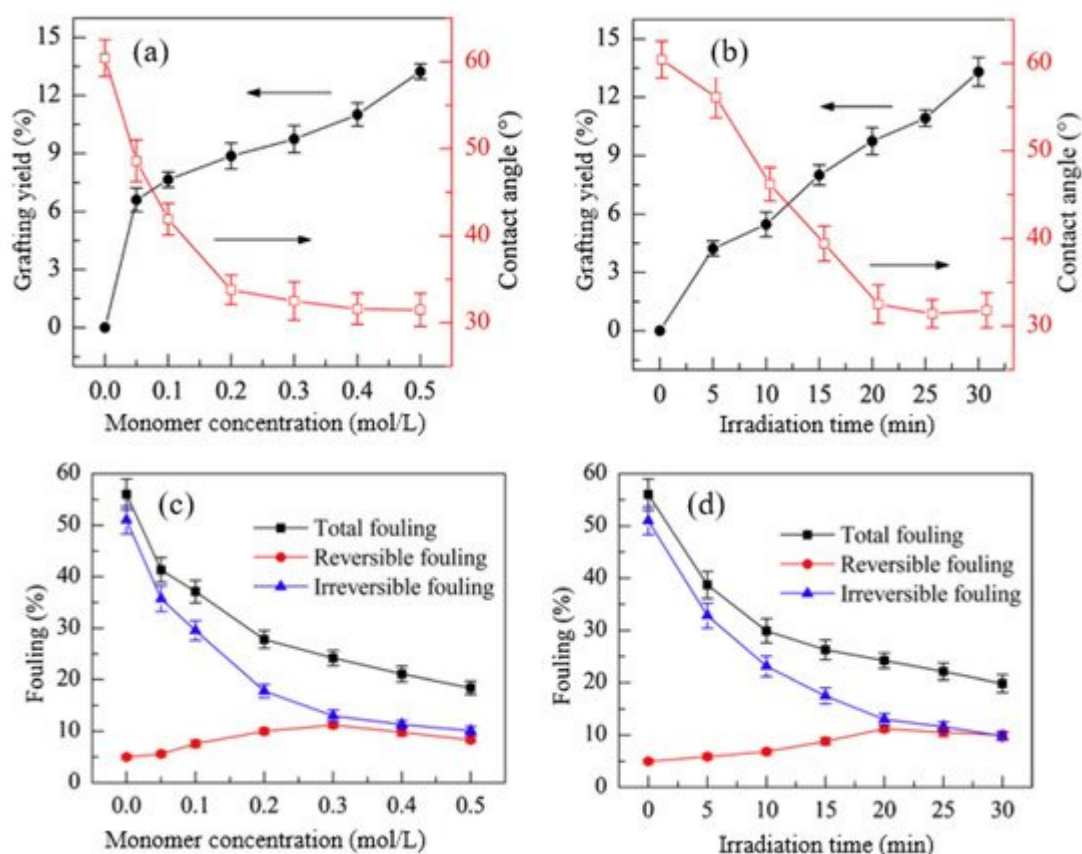 (a)
15
12
9
6
3
0
Grafting yield (%)
60
50
40
30
Contact angle (°)
0.0 0.1 0.2 0.3 0.4 0.5
Monomer concentration (mol/L)
(b)
15
12
9
6
3
0
Grafting yield (%)
60
50
40
30
Contact angle (°)
0 5 10 15 20 25 30
Irradiation time (min)
(c)
60
50
40
30
20
10
0
Fouling (%)
Total fouling
Reversible fouling
Irreversible fouling
0.0 0.1 0.2 0.3 0.4 0.5
Monomer concentration (mol/L)
(d)
60
50
40
30
20
10
0
Fouling (%)
Total fouling
Reversible fouling
Irreversible fouling
0 5 10 15 20 25 30
Irradiation time (min)